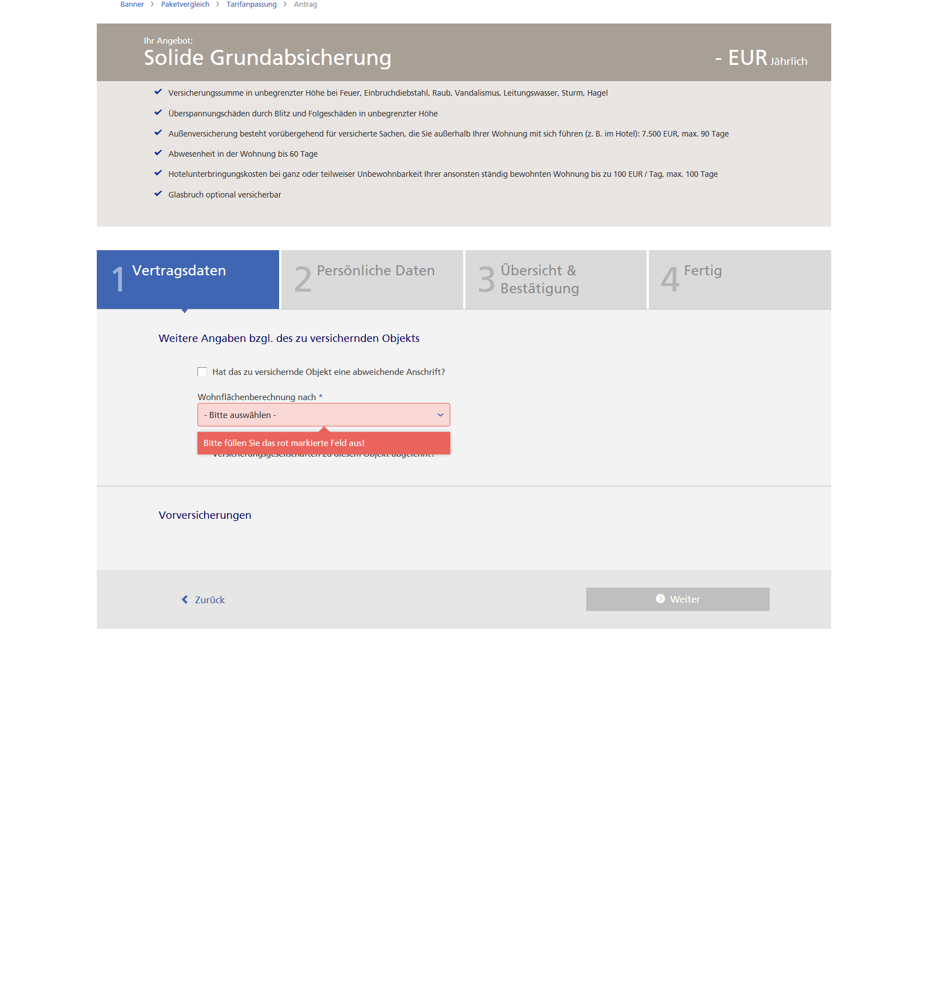 Banner > Paketvergleich > Tarifanpassung > Antrag
Ihr Angebot:
Solide Grundabsicherung
- EUR Jährlich
Versicherungssumme in unbegrenzter Höhe bei Feuer, Einbruchdiebstahl, Raub, Vandalismus, Leitungswasser, Sturm, Hagel
Überspannungschäden durch Blitz und Folgeschäden in unbegrenzter Höhe
Außenversicherung besteht vorübergehend für versicherte Sachen, die Sie außerhalb Ihrer Wohnung mit sich führen (z. B. im Hotel): 7.500 EUR, max. 90 Tage
Abwesenheit in der Wohnung bis 60 Tage
Hotelunterbringungskosten bei ganz oder teilweiser Unbewohnbarkeit Ihrer ansonsten ständig bewohnten Wohnung bis zu 100 EUR / Tag, max. 100 Tage
Glasbruch optional versicherbar
1 Vertragsdaten
2 Persönliche Daten
3 Übersicht &
Bestätigung
4 Fertig
Weitere Angaben bzgl. des zu versichernden Objekts
Hat das zu versichernde Objekt eine abweichende Anschrift?
Wohnflächenberechnung nach *
- Bitte auswählen -
Bitte füllen Sie das rot markierte Feld aus!
Versicherungsgesellschaften zu diesem Objekt abgelehnt?
Vorversicherungen
Zurück
Weiter